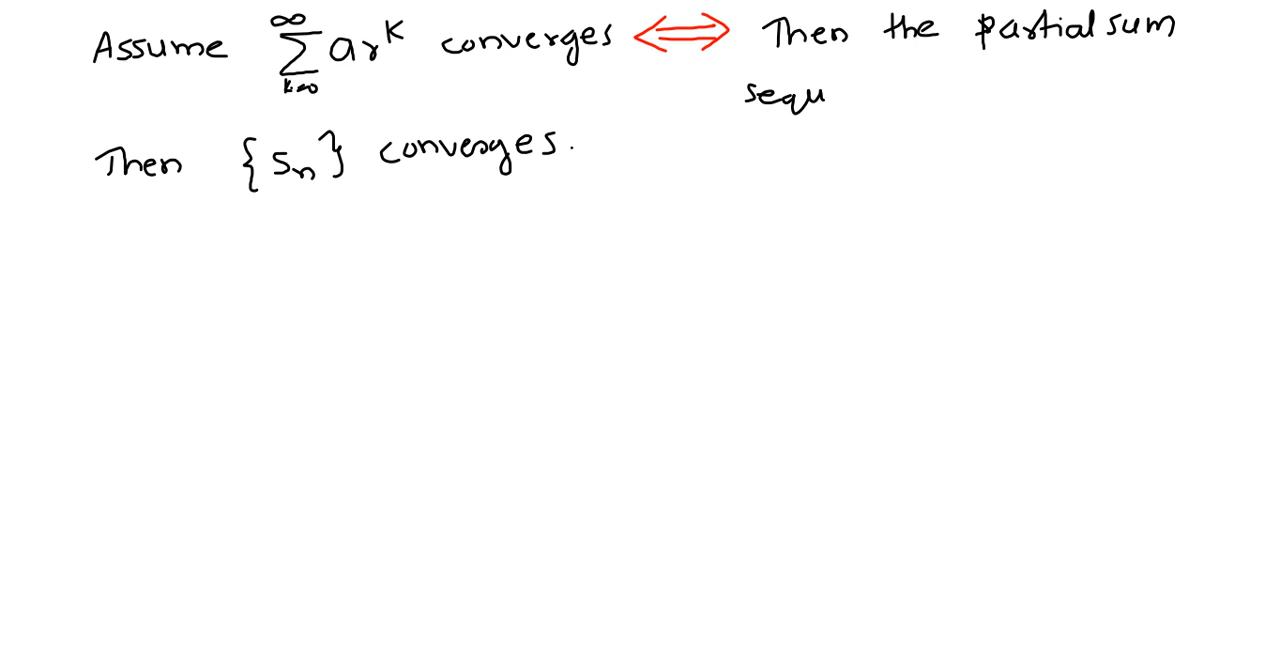 Assume ∑_{k=0}^{∞} ar^k converges ⟺ Then the partial sum
sequ
Then {s_n} converges.